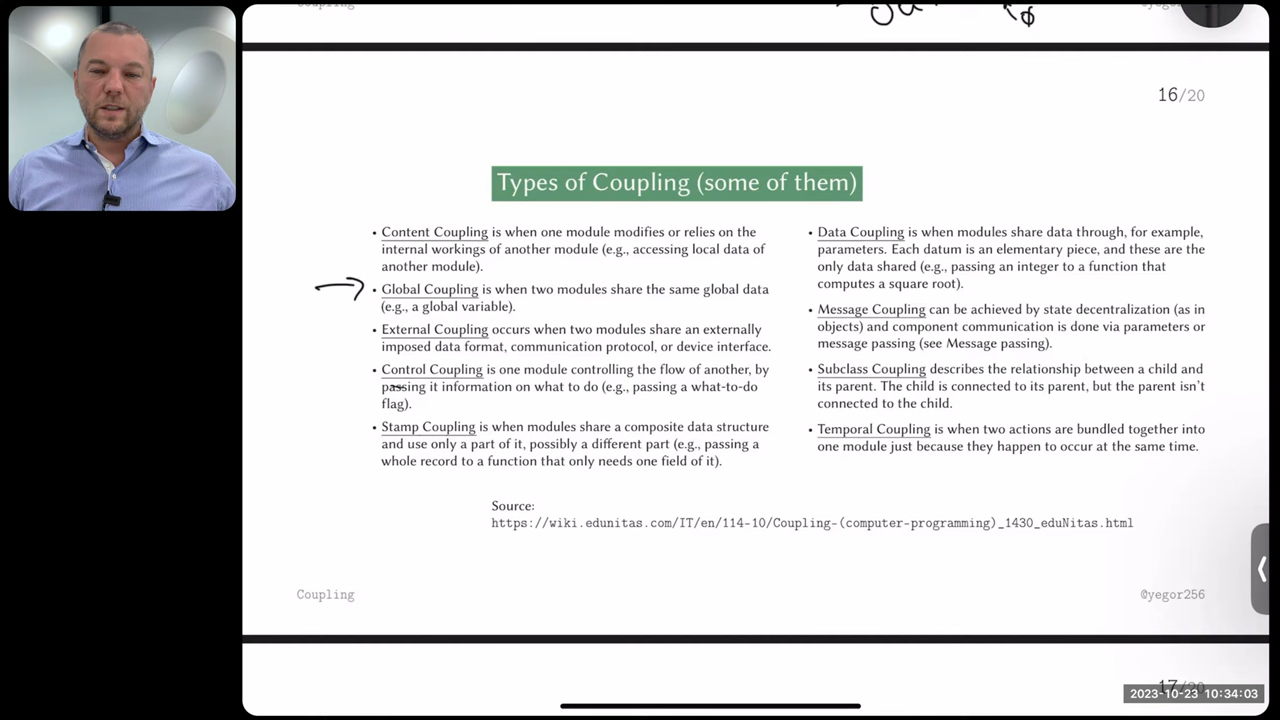 Coupling
16/20
Types of Coupling (some of them)
• Content Coupling is when one module modifies or relies on the
internal workings of another module (e.g., accessing local data of
another module).
• Global Coupling is when two modules share the same global data
(e.g., a global variable).
• External Coupling occurs when two modules share an externally
imposed data format, communication protocol, or device interface.
• Control Coupling is one module controlling the flow of another, by
passing it information on what to do (e.g., passing a what-to-do
flag).
• Stamp Coupling is when modules share a composite data structure
and use only a part of it, possibly a different part (e.g., passing a
whole record to a function that only needs one field of it).
• Data Coupling is when modules share data through, for example,
parameters. Each datum is an elementary piece, and these are the
only data shared (e.g., passing an integer to a function that
computes a square root).
• Message Coupling can be achieved by state decentralization (as in
objects) and component communication is done via parameters or
message passing (see Message passing).
• Subclass Coupling describes the relationship between a child and
its parent. The child is connected to its parent, but the parent isn't
connected to the child.
• Temporal Coupling is when two actions are bundled together into
one module just because they happen to occur at the same time.
Source:
https://wiki.edunitas.com/IT/en/114-10/Coupling-(computer-programming)_1430_eduNitas.html
Coupling
@yegor256
17/20
2023-10-23 10:34:03